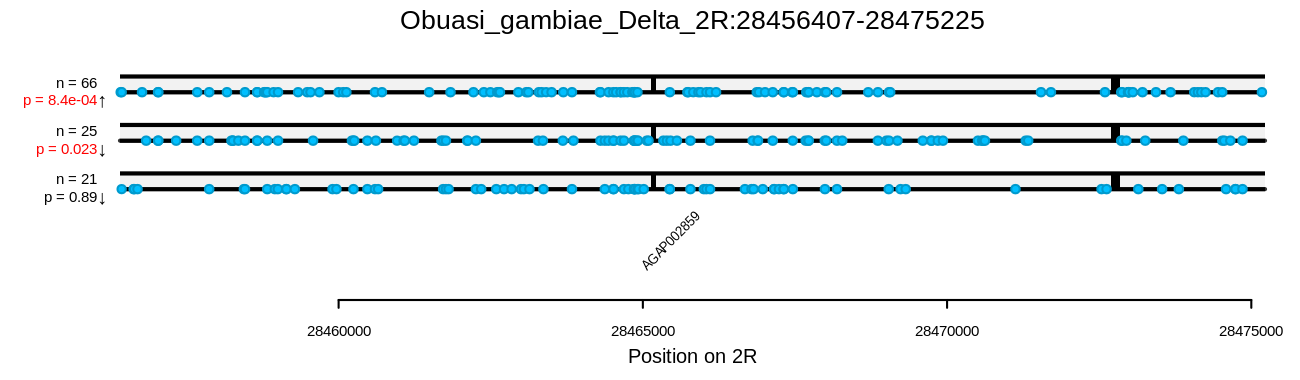 Obuasi_gambiae_Delta_2R:28456407-28475225
n = 66
p = 8.4e-04↑
n = 25
p = 0.023↓
n = 21
p = 0.89↓
AGAP002859
28460000 28465000 28470000 28475000
Position on 2R